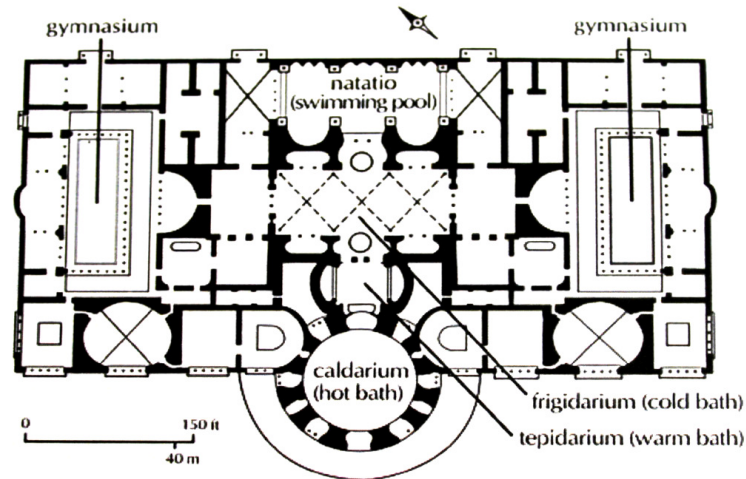 gymnasium
gymnasium
natatio
(swimming pool)
caldarium
(hot bath)
frigidarium (cold bath)
tepidarium (warm bath)
0 150 ft
40 m